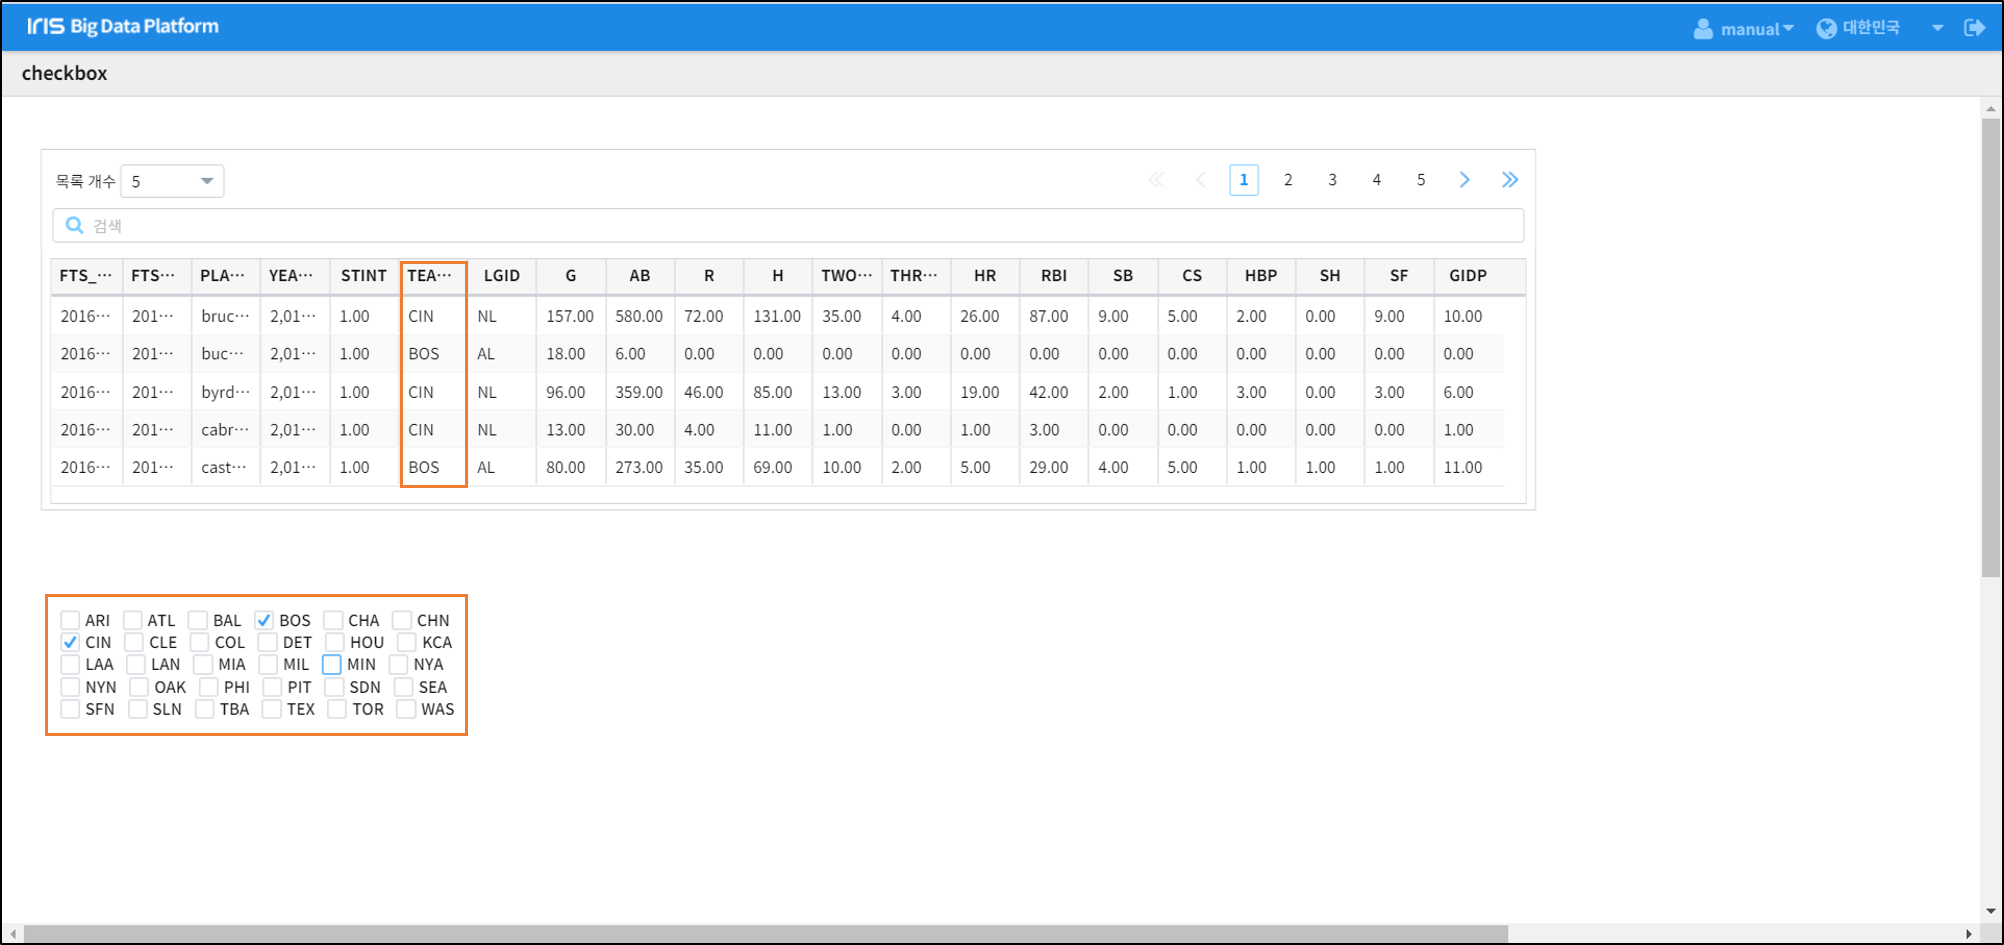 IRIS Big Data Platform manual 대한민국
checkbox
목록 개수 5 1 2 3 4 5
검색
FTS_··· FTS··· PLA··· YEA··· STINT TEA··· LGID G AB R H TWO··· THR··· HR RBI SB CS HBP SH SF GIDP
2016··· 201··· bruc··· 2,01··· 1.00 CIN NL 157.00 580.00 72.00 131.00 35.00 4.00 26.00 87.00 9.00 5.00 2.00 0.00 9.00 10.00
2016··· 201··· buc··· 2,01··· 1.00 BOS AL 18.00 6.00 0.00 0.00 0.00 0.00 0.00 0.00 0.00 0.00 0.00 0.00 0.00 0.00
2016··· 201··· byrd··· 2,01··· 1.00 CIN NL 96.00 359.00 46.00 85.00 13.00 3.00 19.00 42.00 2.00 1.00 3.00 0.00 3.00 6.00
2016··· 201··· cabr··· 2,01··· 1.00 CIN NL 13.00 30.00 4.00 11.00 1.00 0.00 1.00 3.00 0.00 0.00 0.00 0.00 0.00 1.00
2016··· 201··· cast··· 2,01··· 1.00 BOS AL 80.00 273.00 35.00 69.00 10.00 2.00 5.00 29.00 4.00 5.00 1.00 1.00 1.00 11.00
ARI ATL BAL BOS CHA CHN
CIN CLE COL DET HOU KCA
LAA LAN MIA MIL MIN NYA
NYN OAK PHI PIT SDN SEA
SFN SLN TBA TEX TOR WAS